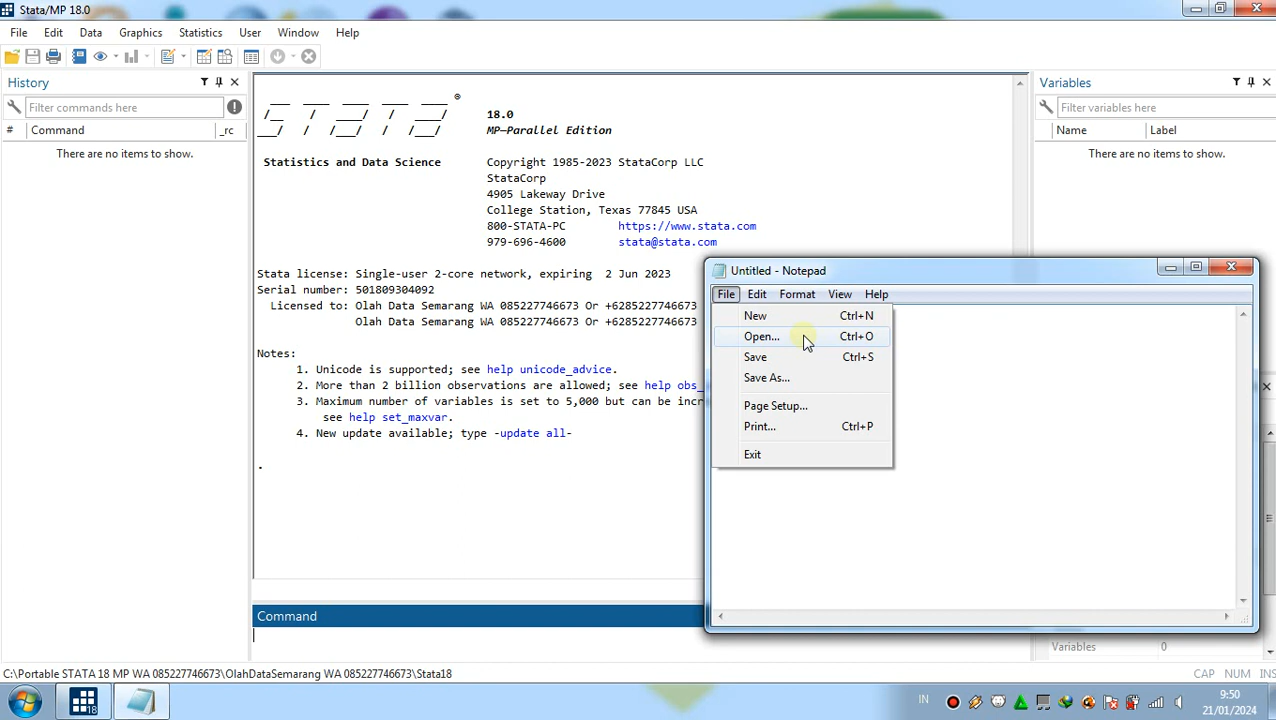 Stata/MP 18.0
File Edit Data Graphics Statistics User Window Help
History
Filter commands here
# Command _rc
There are no items to show.
18.0
MP—Parallel Edition
Statistics and Data Science
Copyright 1985-2023 StataCorp LLC
StataCorp
4905 Lakeway Drive
College Station, Texas 77845 USA
800-STATA-PC https://www.stata.com
979-696-4600 stata@stata.com
Stata license: Single-user 2-core network, expiring 2 Jun 2023
Serial number: 501809304092
Licensed to: Olah Data Semarang WA 085227746673 Or +6285227746673
Olah Data Semarang WA 085227746673 Or +6285227746673
Notes:
1. Unicode is supported; see help unicode_advice.
2. More than 2 billion observations are allowed; see help obs_
3. Maximum number of variables is set to 5,000 but can be incr
see help set_maxvar.
4. New update available; type -update all-
.
Command
Variables
Filter variables here
Name Label
There are no items to show.
Untitled - Notepad
File Edit Format View Help
New Ctrl+N
Open... Ctrl+O
Save Ctrl+S
Save As...
Page Setup...
Print... Ctrl+P
Exit
Variables 0
C:\Portable STATA 18 MP WA 085227746673\OlahDataSemarang WA 085227746673\Stata18
CAP NUM INS
18
IN
9:50
21/01/2024